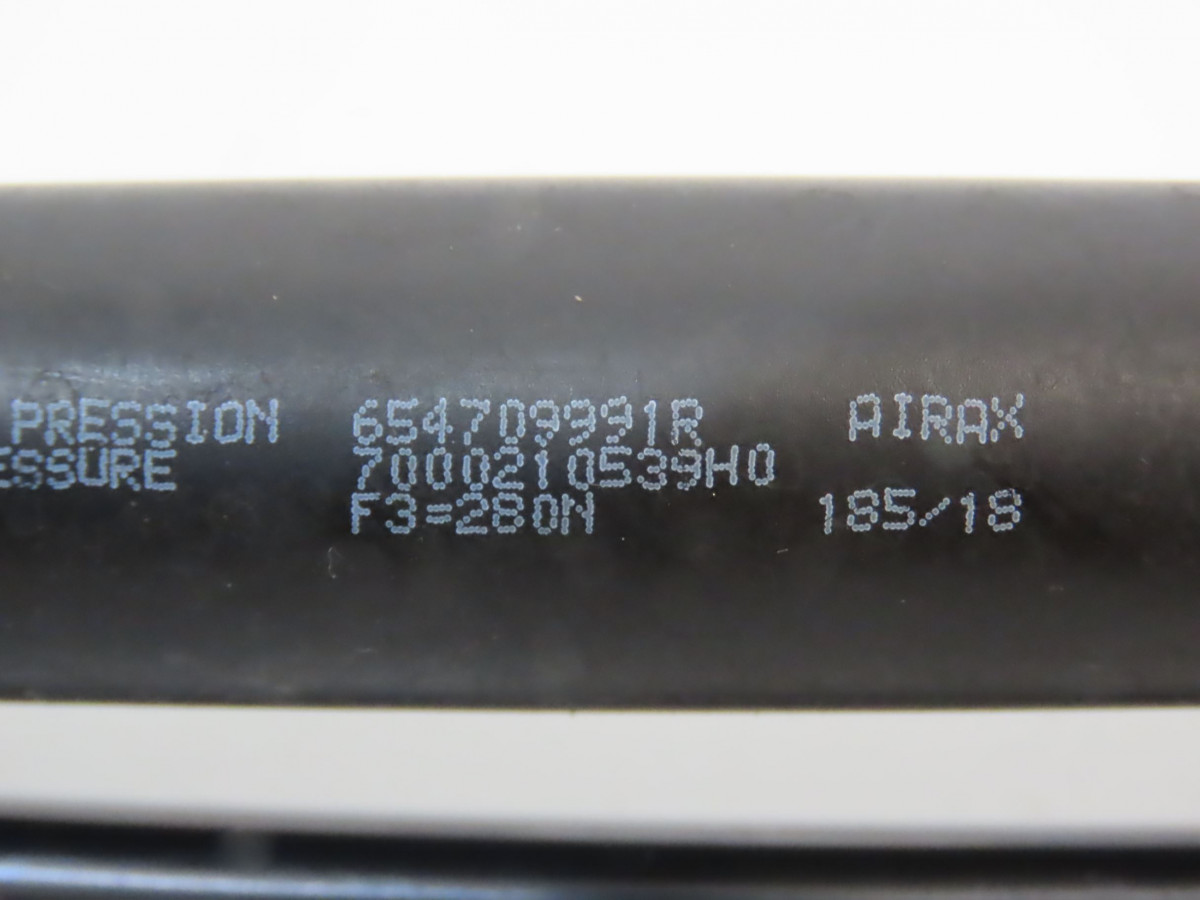 PRESSION 654709991R AIRAX
ESSURE 7000210539H0
F3=280N 185/18